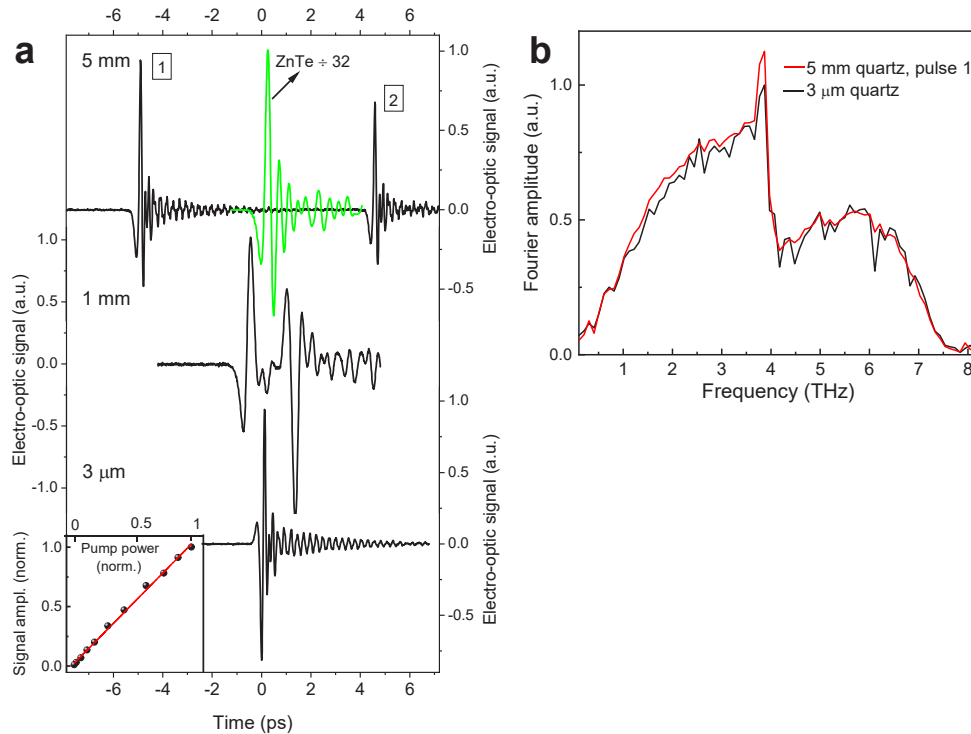 -6 -4 -2 0 2 4 6
a
b
5 mm
1
ZnTe ÷ 32
2
1.0
0.5
0.0
-0.5
Electro-optic signal (a.u.)
1 mm
1.0
0.5
0.0
-0.5
-1.0
Electro-optic signal (a.u.)
3 μm
1.0
0.5
0.0
-0.5
Electro-optic signal (a.u.)
0 0.5 1
Pump power
(norm.)
1.0
0.5
0.0
Signal ampl. (norm.)
-6 -4 -2 0 2 4 6
Time (ps)
5 mm quartz, pulse 1
3 μm quartz
1.0
0.5
0.0
Fourier amplitude (a.u.)
1 2 3 4 5 6 7 8
Frequency (THz)